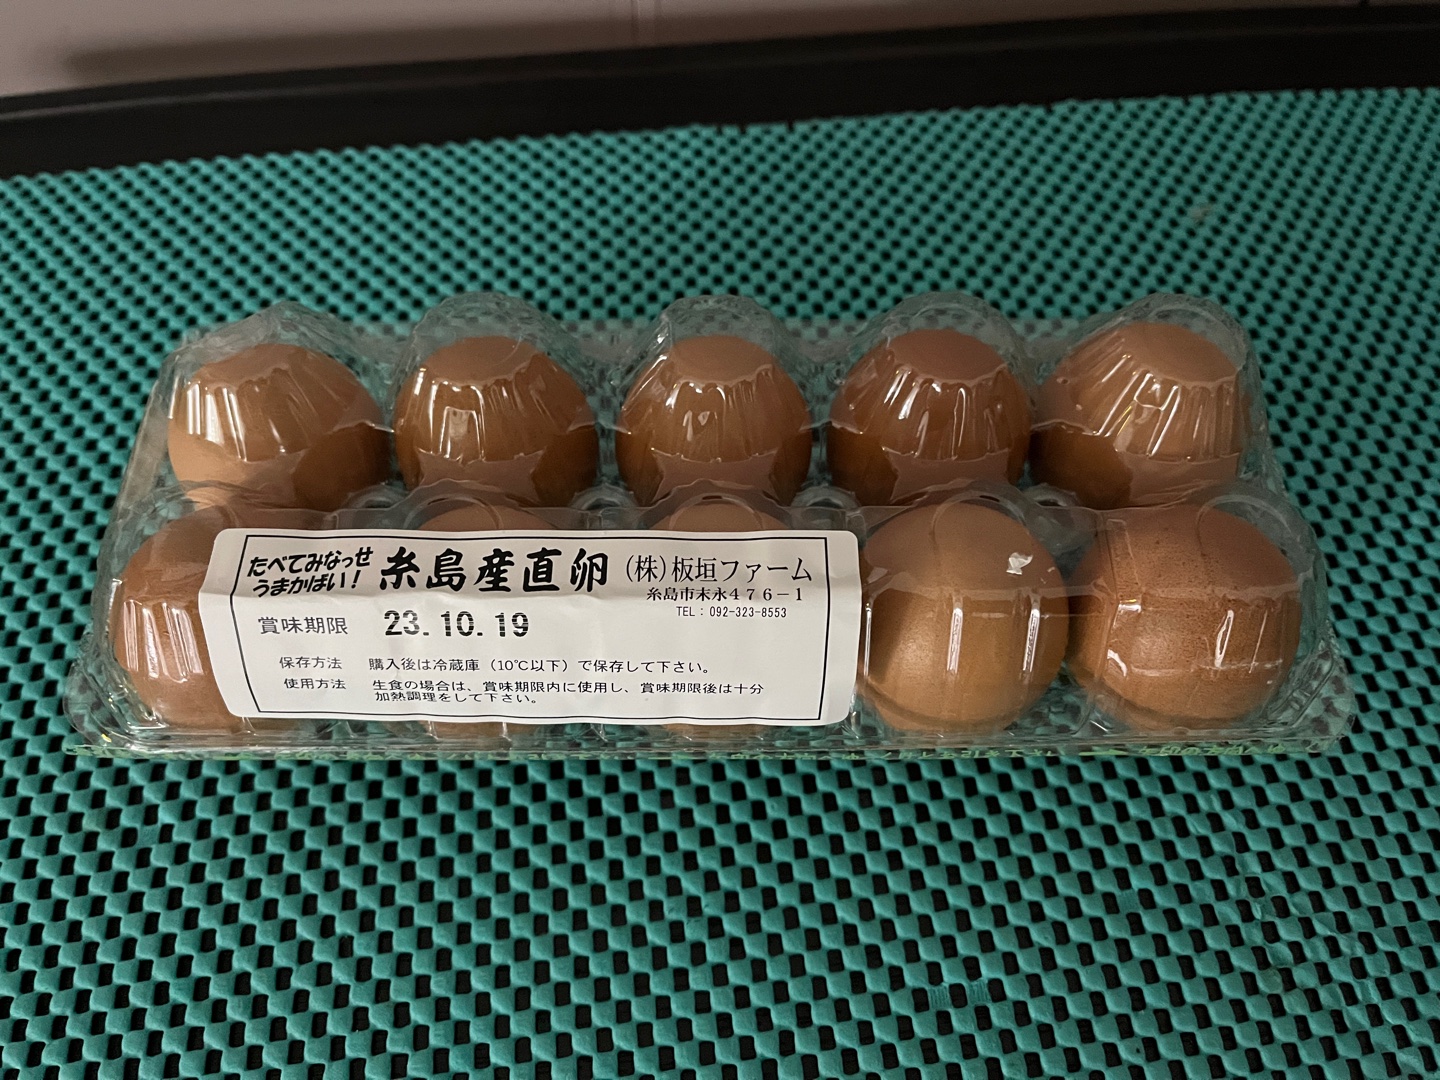 たべてみなっせ
うまかばい!
糸島産直卵
(株)板垣ファーム
糸島市末永476-1
TEL: 092-323-8553
賞味期限 23.10.19
保存方法 購入後は冷蔵庫(10℃以下)で保存して下さい。
使用方法 生食の場合は、賞味期限内に使用し、賞味期限後は十分
加熱調理をして下さい。